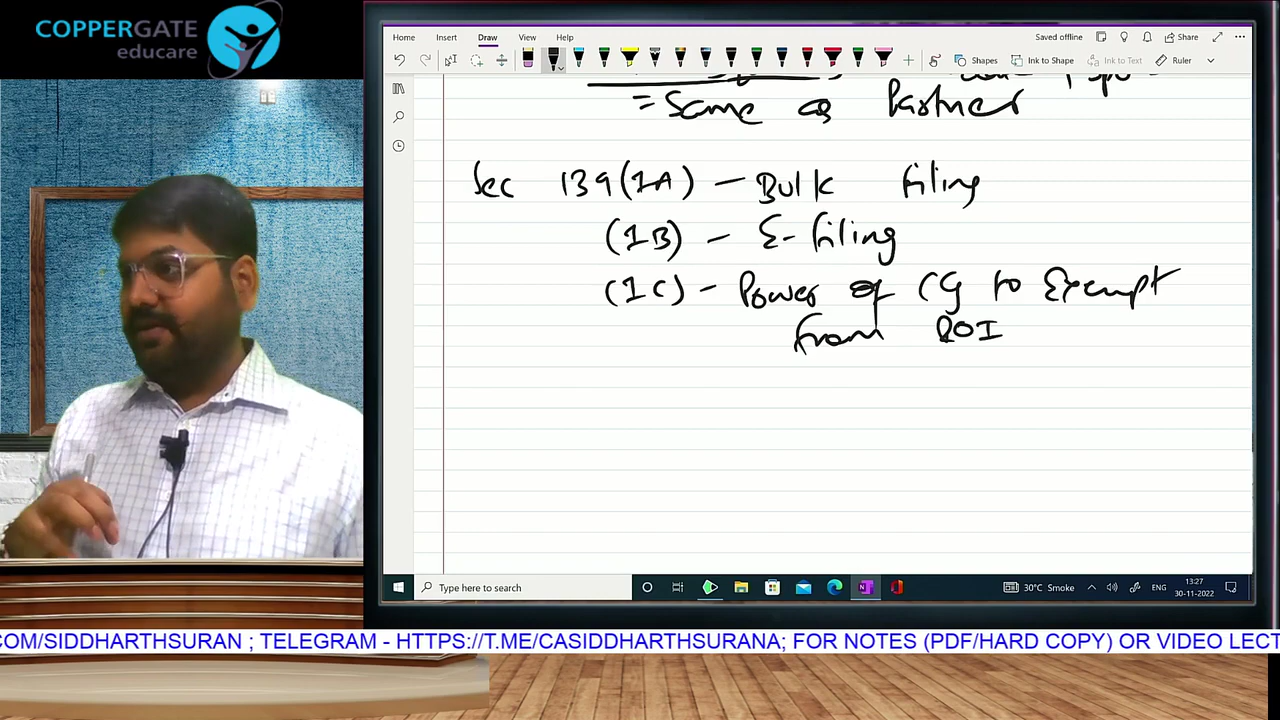 COPPERGATE
educare
Home Insert Draw View Help
Saved offline
Share
Shapes
Ink to Shape
Ink to Text
Ruler
= Same as Partner
Sec 139(1A) - Bulk filing
(1B) - E-filing
(1C) - Power of CG to Exempt
from ROI
Type here to search
30°C Smoke
ENG
13:27
30-11-2022
COM/SIDDHARTHSURAN ; TELEGRAM - HTTPS://T.ME/CASIDDHARTHSURANA; FOR NOTES (PDF/HARD COPY) OR VIDEO LECT